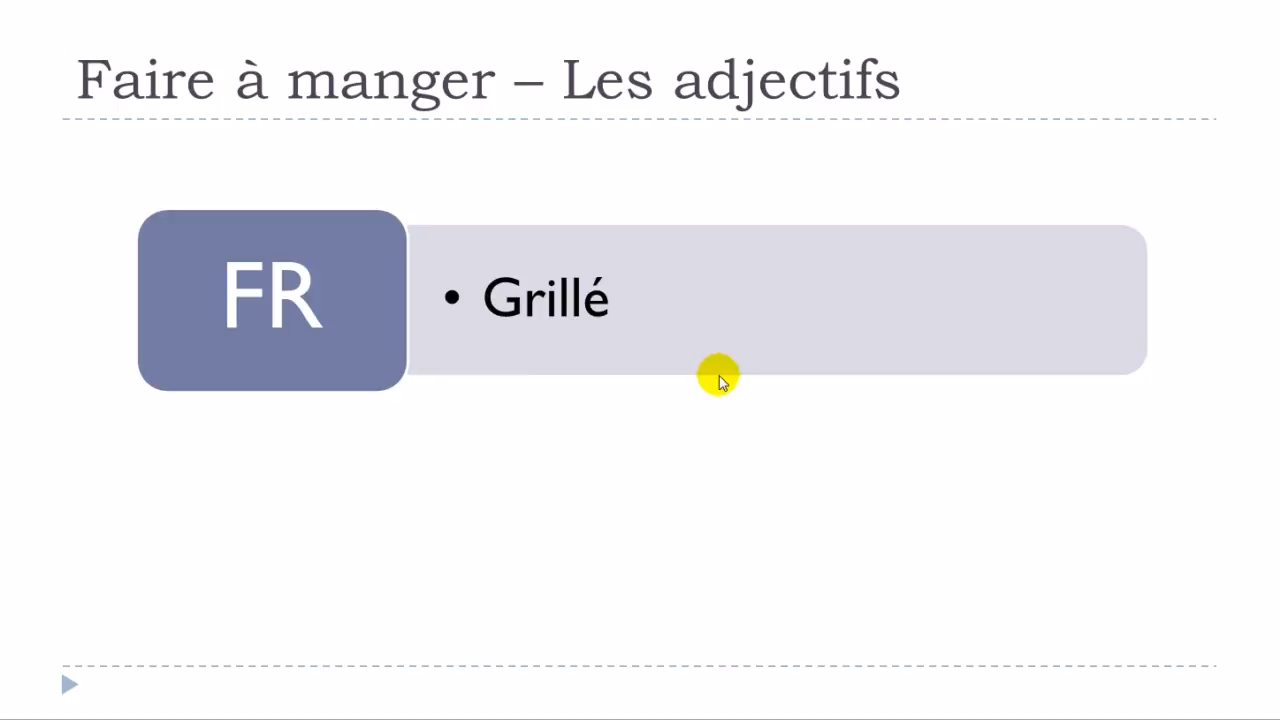 Faire à manger – Les adjectifs
FR
• Grillé